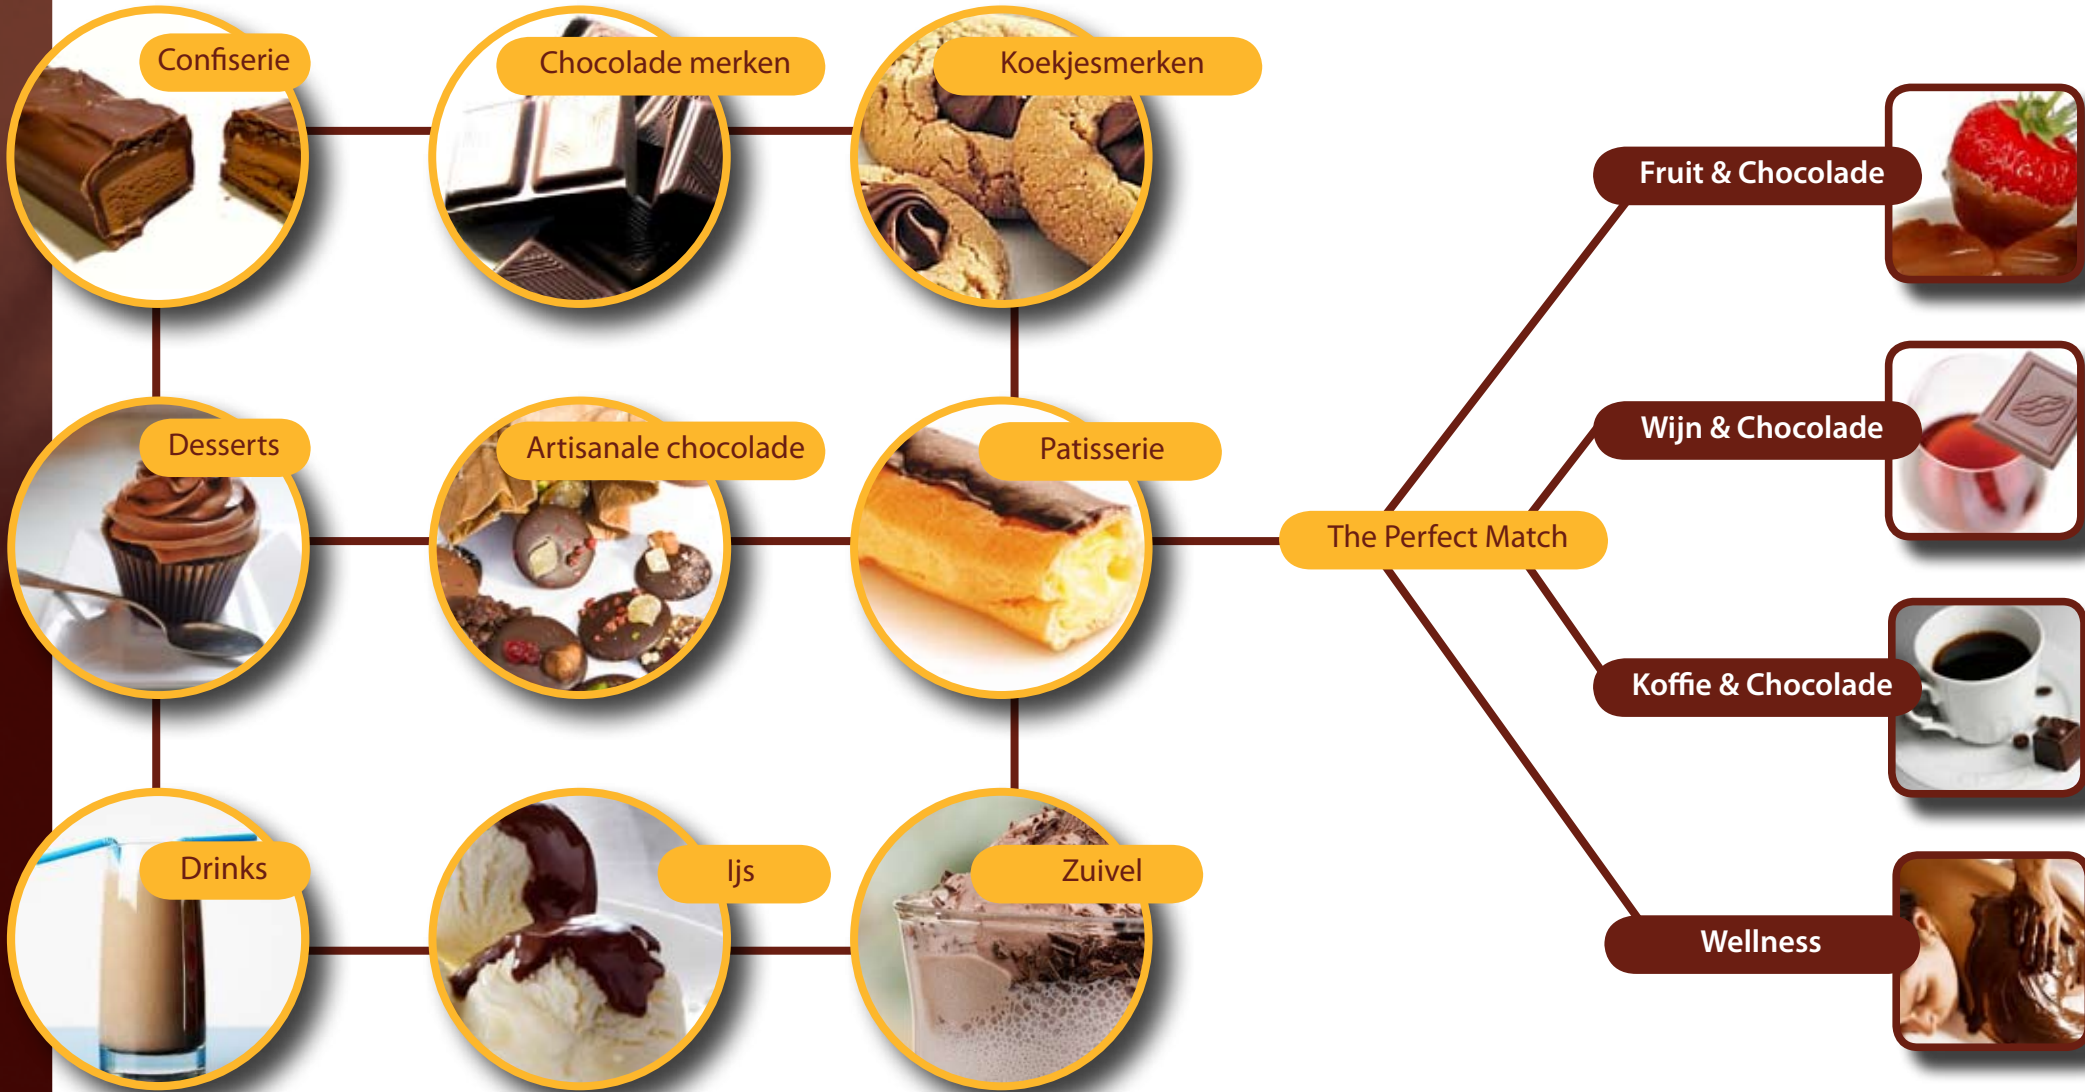 Confiserie
Chocolade merken
Koekjesmerken
Fruit & Chocolade
Wijn & Chocolade
Desserts
Artisanale chocolade
Patisserie
The Perfect Match
Koffie & Chocolade
Drinks
Ijs
Zuivel
Wellness